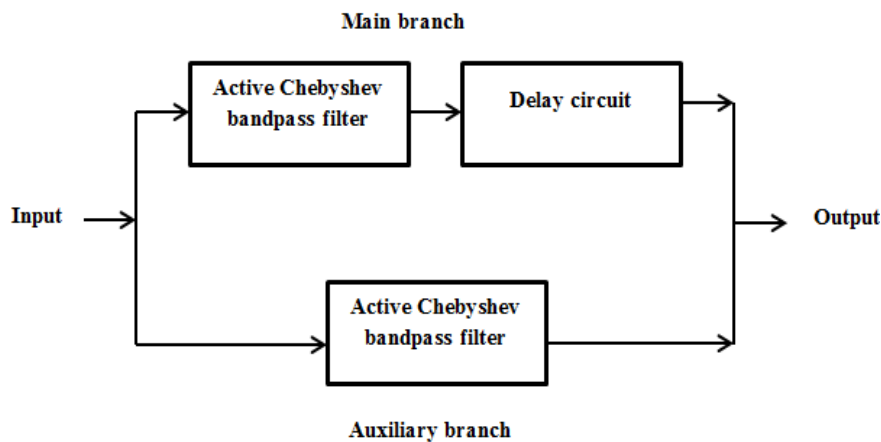 Main branch
Active Chebyshev
bandpass filter
Delay circuit
Input
Output
Active Chebyshev
bandpass filter
Auxiliary branch